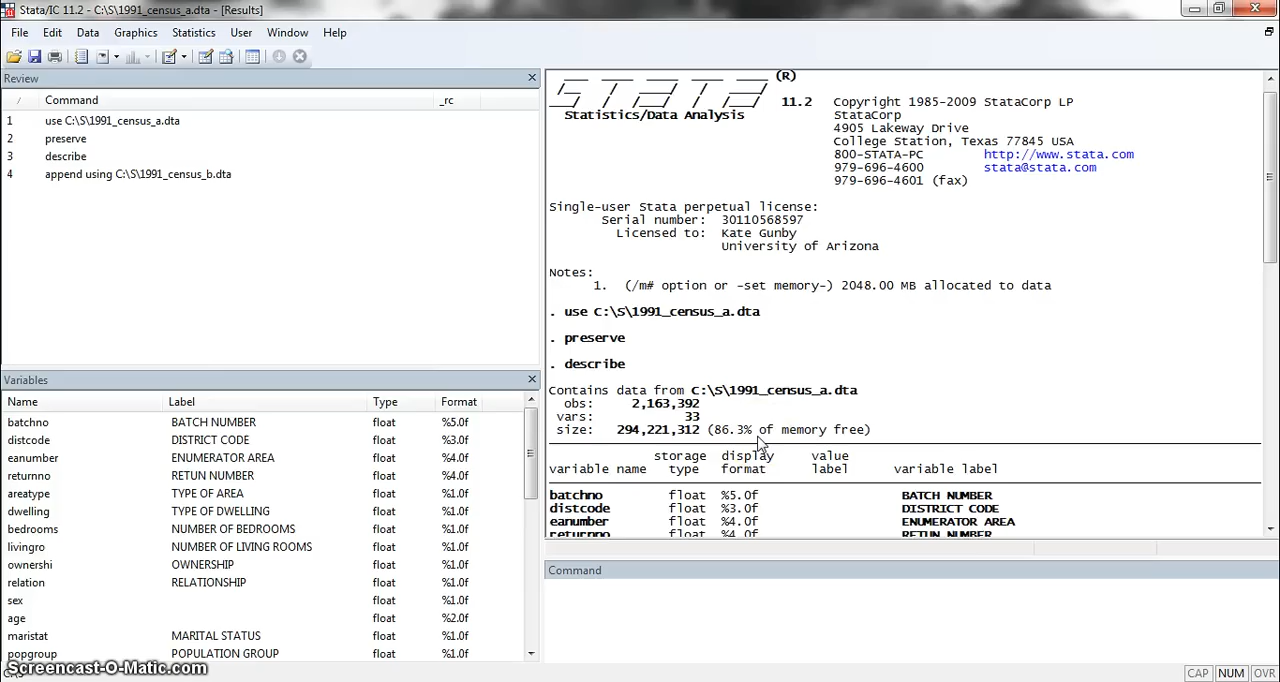 Stata/IC 11.2 - C:\S\1991_census_a.dta - [Results]
File Edit Data Graphics Statistics User Window Help
Review
/ Command _rc
1 use C:\S\1991_census_a.dta
2 preserve
3 describe
4 append using C:\S\1991_census_b.dta
Variables
Name Label Type Format
batchno BATCH NUMBER float %5.0f
distcode DISTRICT CODE float %3.0f
eanumber ENUMERATOR AREA float %4.0f
returnno RETUN NUMBER float %4.0f
areatype TYPE OF AREA float %1.0f
dwelling TYPE OF DWELLING float %1.0f
bedrooms NUMBER OF BEDROOMS float %1.0f
livingro NUMBER OF LIVING ROOMS float %1.0f
ownershi OWNERSHIP float %1.0f
relation RELATIONSHIP float %1.0f
sex float %1.0f
age float %2.0f
maristat MARITAL STATUS float %1.0f
popgroup POPULATION GROUP float %1.0f
STATA (R)
11.2 Copyright 1985-2009 StataCorp LP
Statistics/Data Analysis StataCorp
4905 Lakeway Drive
College Station, Texas 77845 USA
800-STATA-PC http://www.stata.com
979-696-4600 stata@stata.com
979-696-4601 (fax)
Single-user Stata perpetual license:
Serial number: 30110568597
Licensed to: Kate Gunby
University of Arizona
Notes:
1. (/m# option or -set memory-) 2048.00 MB allocated to data
. use C:\S\1991_census_a.dta
. preserve
. describe
Contains data from C:\S\1991_census_a.dta
obs: 2,163,392
vars: 33
size: 294,221,312 (86.3% of memory free)
storage display value
variable name type format label variable label
batchno float %5.0f BATCH NUMBER
distcode float %3.0f DISTRICT CODE
eanumber float %4.0f ENUMERATOR AREA
returnno float %4.0f RETUN NUMBER
Command
Screencast-O-Matic.com
CAP NUM OVR